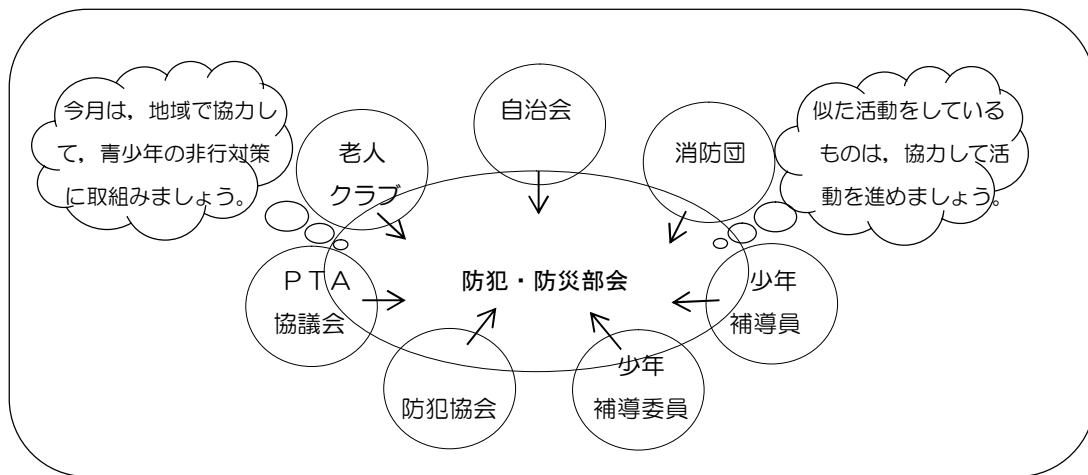 今月は，地域で協力し
て，青少年の非行対策
に取組みましょう。
自治会
似た活動をしている
ものは，協力して活
動を進めましょう。
老人
クラブ
消防団
ＰＴＡ
協議会
防犯・防災部会
少年
補導員
防犯協会
少年
補導委員